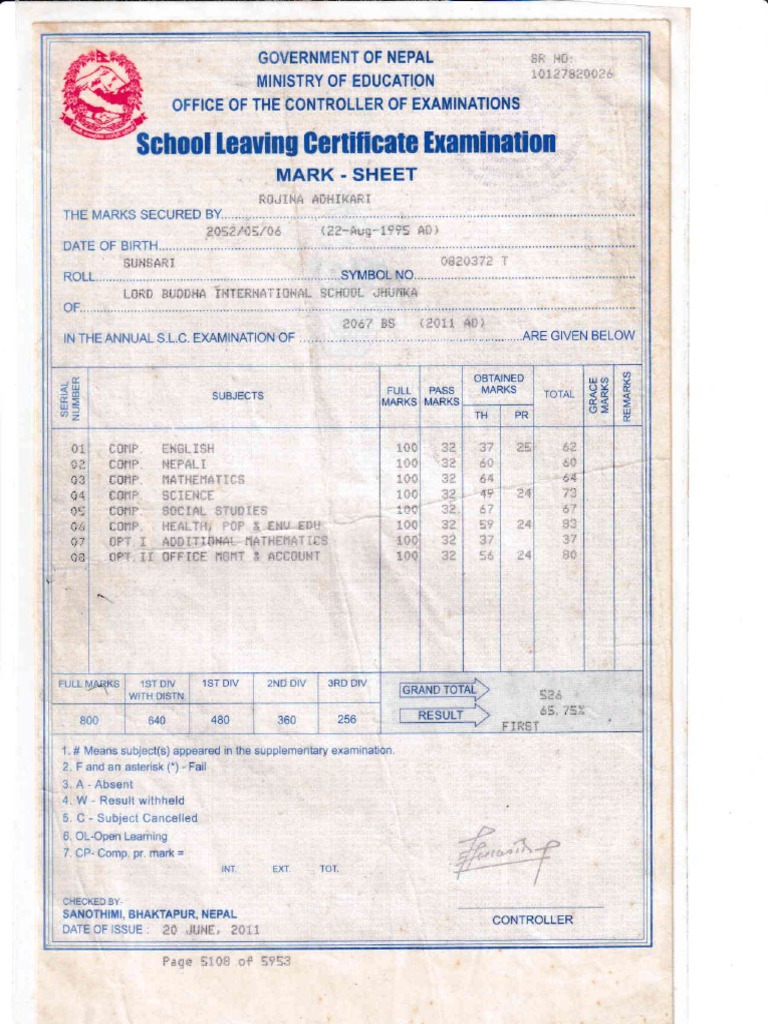 GOVERNMENT OF NEPAL
SR NO:
MINISTRY OF EDUCATION
10127820026
OFFICE OF THE CONTROLLER OF EXAMINATIONS
School Leaving Certificate Examination
MARK - SHEET
ROJINA ADHIKARI
THE MARKS SECURED BY
2052/05/06 (22-Aug-1995 AD)
DATE OF BIRTH
SUNSARI 0820372 T
ROLL SYMBOL NO.
LORD BUDDHA INTERNATIONAL SCHOOL JHUMKA
OF
2067 BS (2011 AD)
IN THE ANNUAL S.L.C. EXAMINATION OF ARE GIVEN BELOW
SERIAL NUMBER SUBJECTS FULL MARKS PASS MARKS OBTAINED MARKS TH PR TOTAL GRACE MARKS REMARKS
01 COMP. ENGLISH 100 32 37 25 62
02 COMP. NEPALI 100 32 60 60
03 COMP. MATHEMATICS 100 32 64 64
04 COMP. SCIENCE 100 32 49 24 73
05 COMP. SOCIAL STUDIES 100 32 67 67
06 COMP. HEALTH, POP & ENU EDU 100 32 59 24 83
07 OPT I ADDITIONAL MATHEMATICS 100 32 37 37
08 OPT.II OFFICE MGMT & ACCOUNT 100 32 56 24 80
FULL MARKS 1ST DIV WITH DISTN. 1ST DIV 2ND DIV 3RD DIV
800 640 480 360 256
GRAND TOTAL 526
65.75%
RESULT FIRST
1. # Means subject(s) appeared in the supplementary examination.
2. F and an asterisk (*) - Fail
3. A - Absent
4. W - Result withheld
5. C - Subject Cancelled
6. OL-Open Learning
7. CP- Comp. pr. mark =
INT. EXT. TOT.
CHECKED BY-
SANOTHIMI, BHAKTAPUR, NEPAL
CONTROLLER
DATE OF ISSUE : 20 JUNE, 2011
Page 5108 of 5953